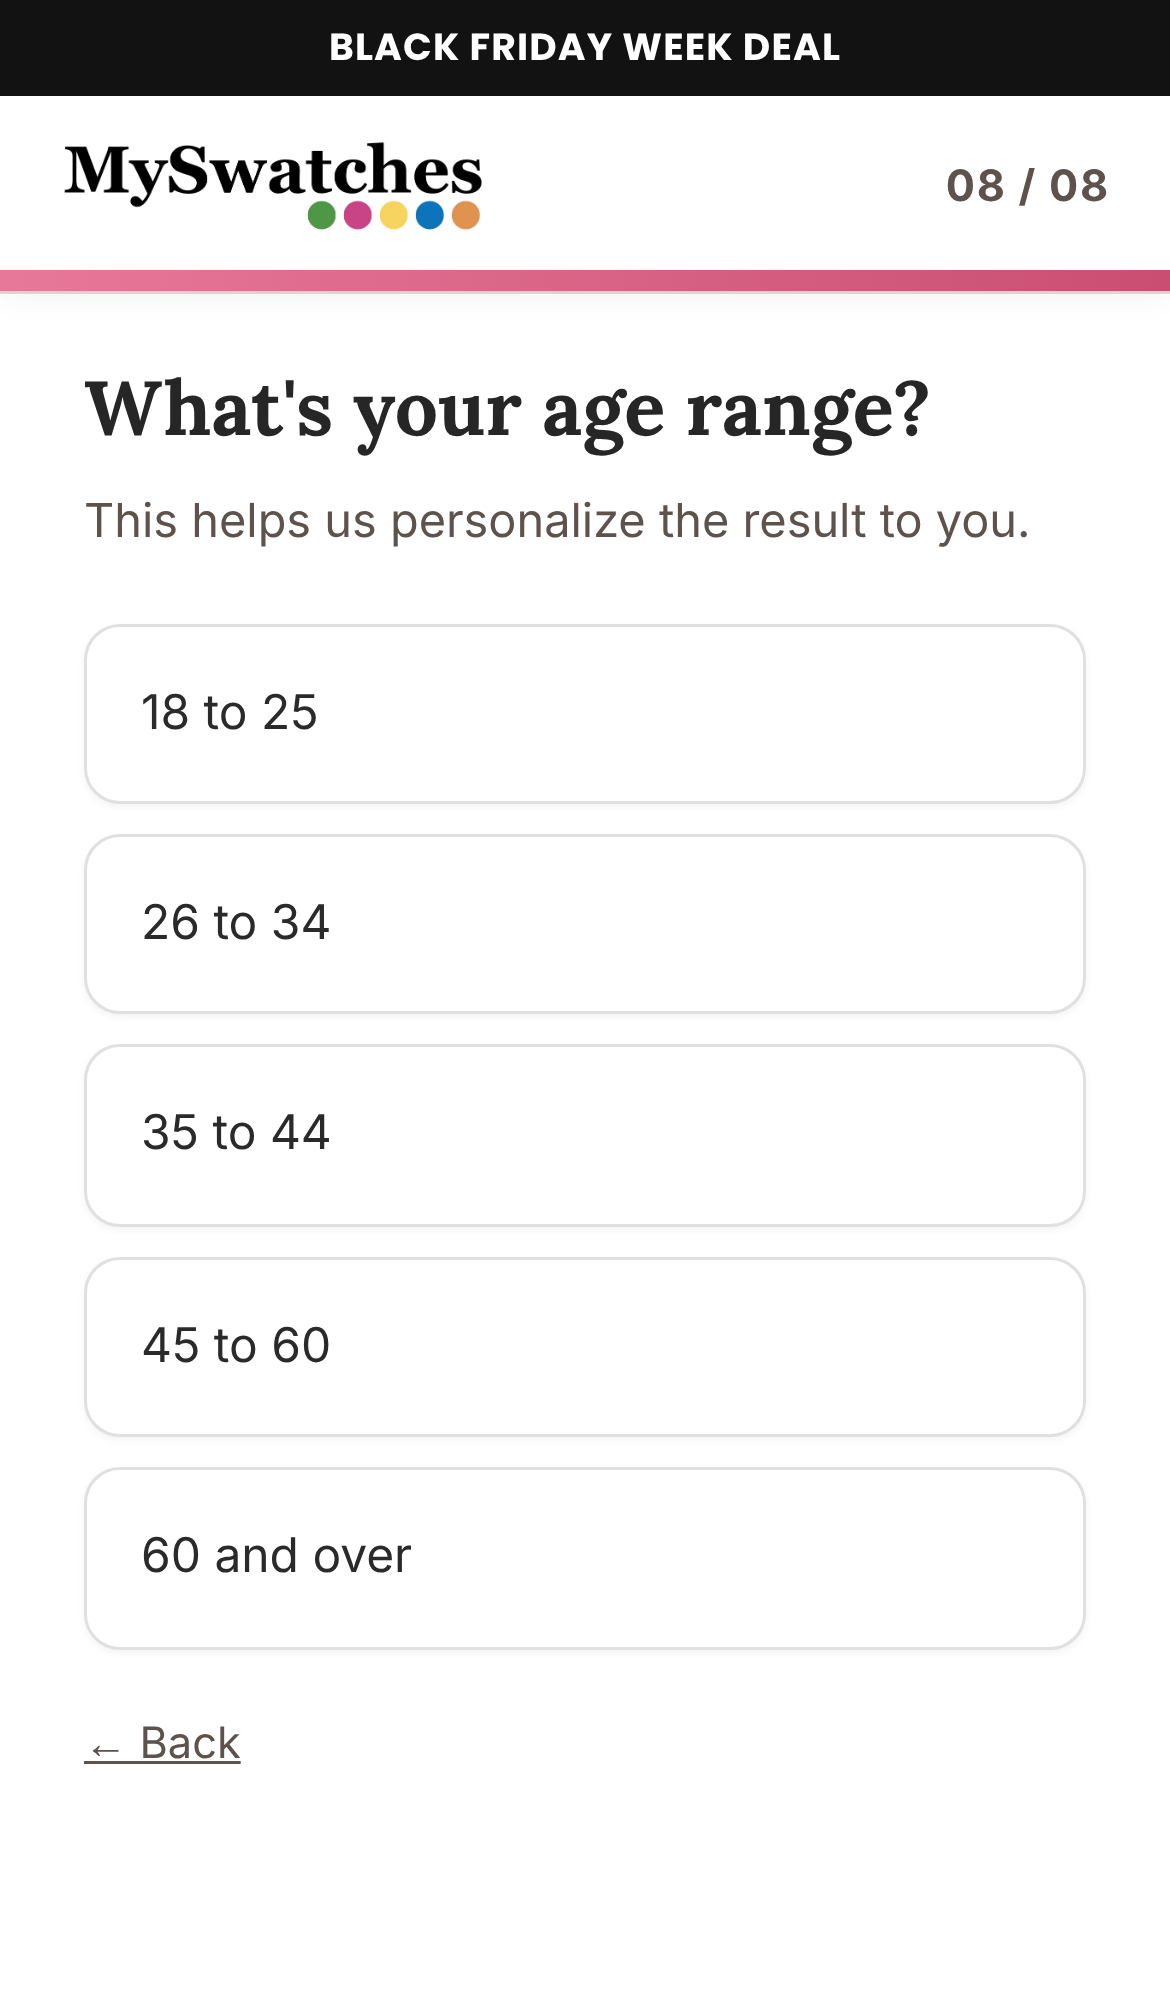 BLACK FRIDAY WEEK DEAL
MySwatches
08 / 08
What's your age range?
This helps us personalize the result to you.
18 to 25
26 to 34
35 to 44
45 to 60
60 and over
← Back